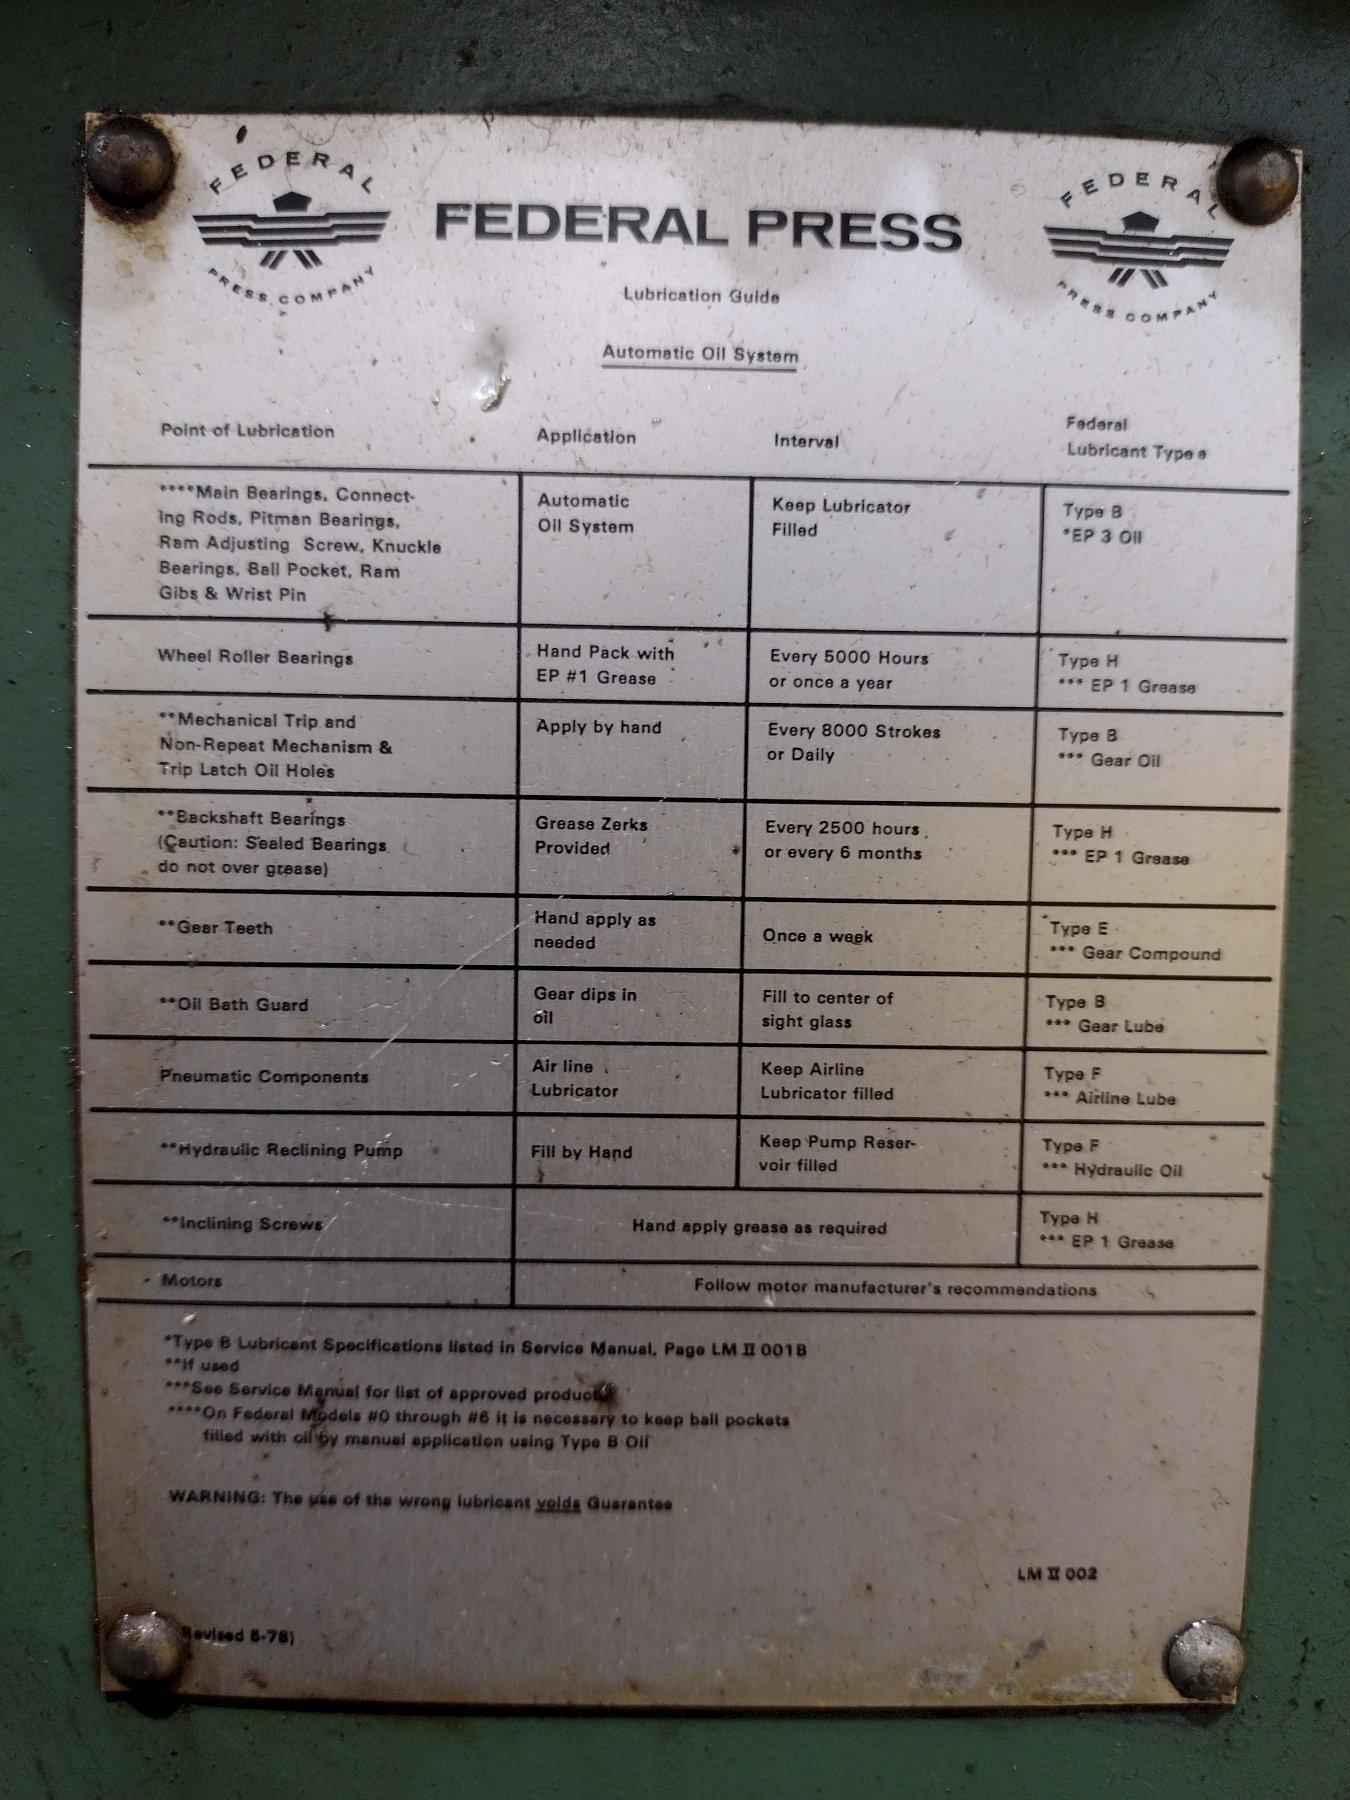 FEDERAL
PRESS COMPANY
FEDERAL PRESS
FEDERAL
PRESS COMPANY
Lubrication Guide
Automatic Oil System
Point of Lubrication
Application
Interval
Federal
Lubricant Types
****Main Bearings, Connect-
ing Rods, Pitman Bearings,
Ram Adjusting Screw, Knuckle
Bearings, Ball Pocket, Ram
Gibs & Wrist Pin
Automatic
Oil System
Keep Lubricator
Filled
Type B
*EP 3 Oil
Wheel Roller Bearings
Hand Pack with
EP #1 Grease
Every 5000 Hours
or once a year
Type H
*** EP 1 Grease
**Mechanical Trip and
Non-Repeat Mechanism &
Trip Latch Oil Holes
Apply by hand
Every 8000 Strokes
or Daily
Type B
*** Gear Oil
**Backshaft Bearings
(Caution: Sealed Bearings
do not over grease)
Grease Zerks
Provided
Every 2500 hours
or every 6 months
Type H
*** EP 1 Grease
**Gear Teeth
Hand apply as
needed
Once a week
Type E
*** Gear Compound
**Oil Bath Guard
Gear dips in
oil
Fill to center of
sight glass
Type B
*** Gear Lube
Pneumatic Components
Air line
Lubricator
Keep Airline
Lubricator filled
Type F
*** Airline Lube
**Hydraulic Reclining Pump
Fill by Hand
Keep Pump Reser-
voir filled
Type F
*** Hydraulic Oil
**Inclining Screws
Hand apply grease as required
Type H
*** EP 1 Grease
Motors
Follow motor manufacturer's recommendations
*Type B Lubricant Specifications listed in Service Manual, Page LM II 001B
**If used
***See Service Manual for list of approved
****On Federal Models #0 through #6 it is necessary to keep ball pockets
filled with oil by manual application using Type B Oil
WARNING: The use of the wrong lubricant voids Guarantee
LM II 002
Revised